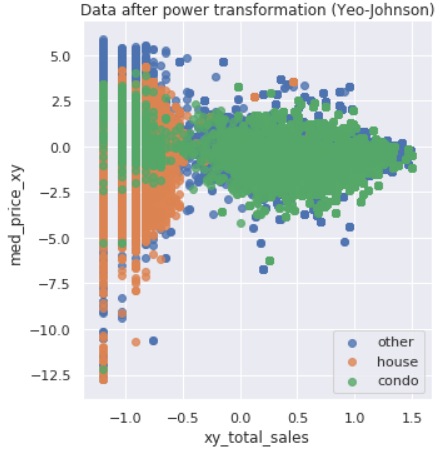 Data after power transformation (Yeo-Johnson)
5.0
2.5
0.0
−2.5
−5.0
−7.5
−10.0
−12.5
med_price_xy
other
house
condo
−1.0 −0.5 0.0 0.5 1.0 1.5
xy_total_sales